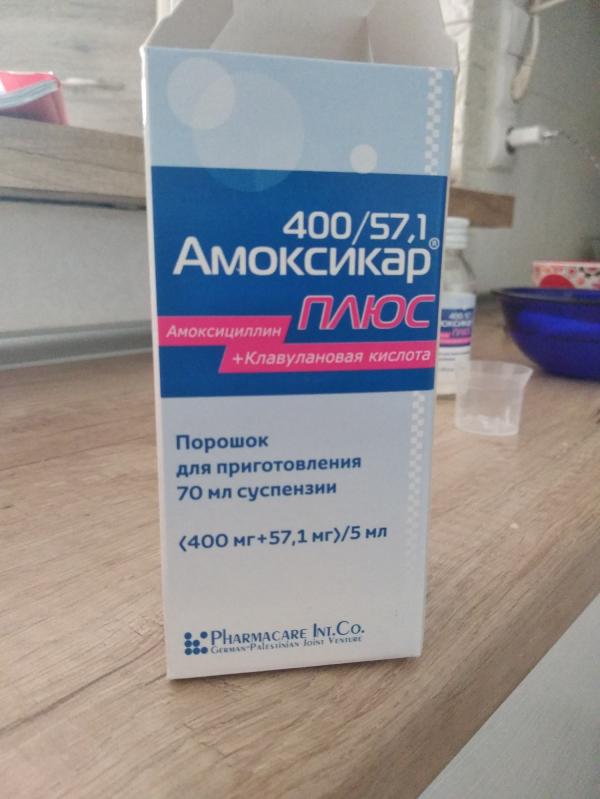 400/57,1
Амоксикар®
ПЛЮС
Амоксициллин
+Клавулановая кислота
Порошок
для приготовления
70 мл суспензии
(400 мг+57,1 мг)/5 мл
PHARMACARE INT.CO.
GERMAN-PALESTINIAN JOINT VENTURE